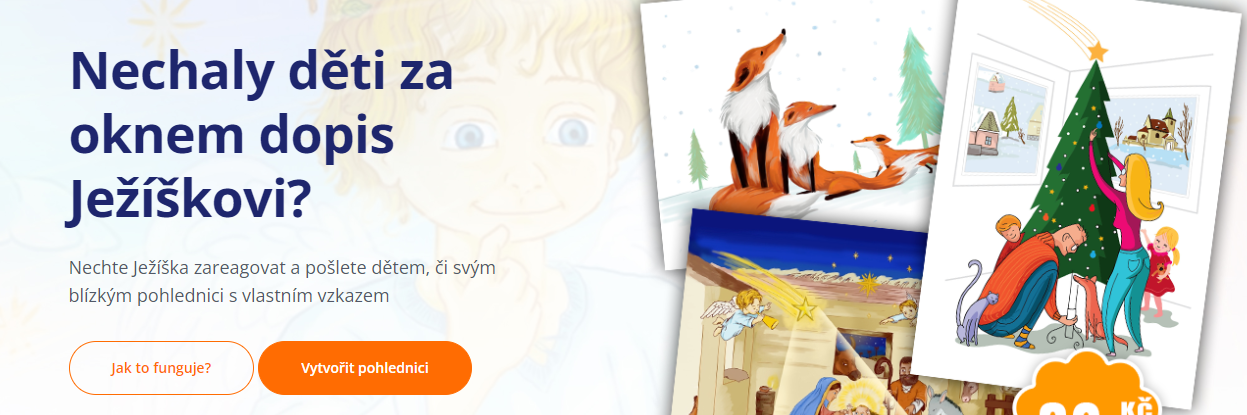 Nechaly děti za
oknem dopis
Ježíškovi?
Nechte Ježíška zareagovat a pošlete dětem, či svým
blízkým pohlednici s vlastním vzkazem
Jak to funguje?
Vytvořit pohlednici
Kč